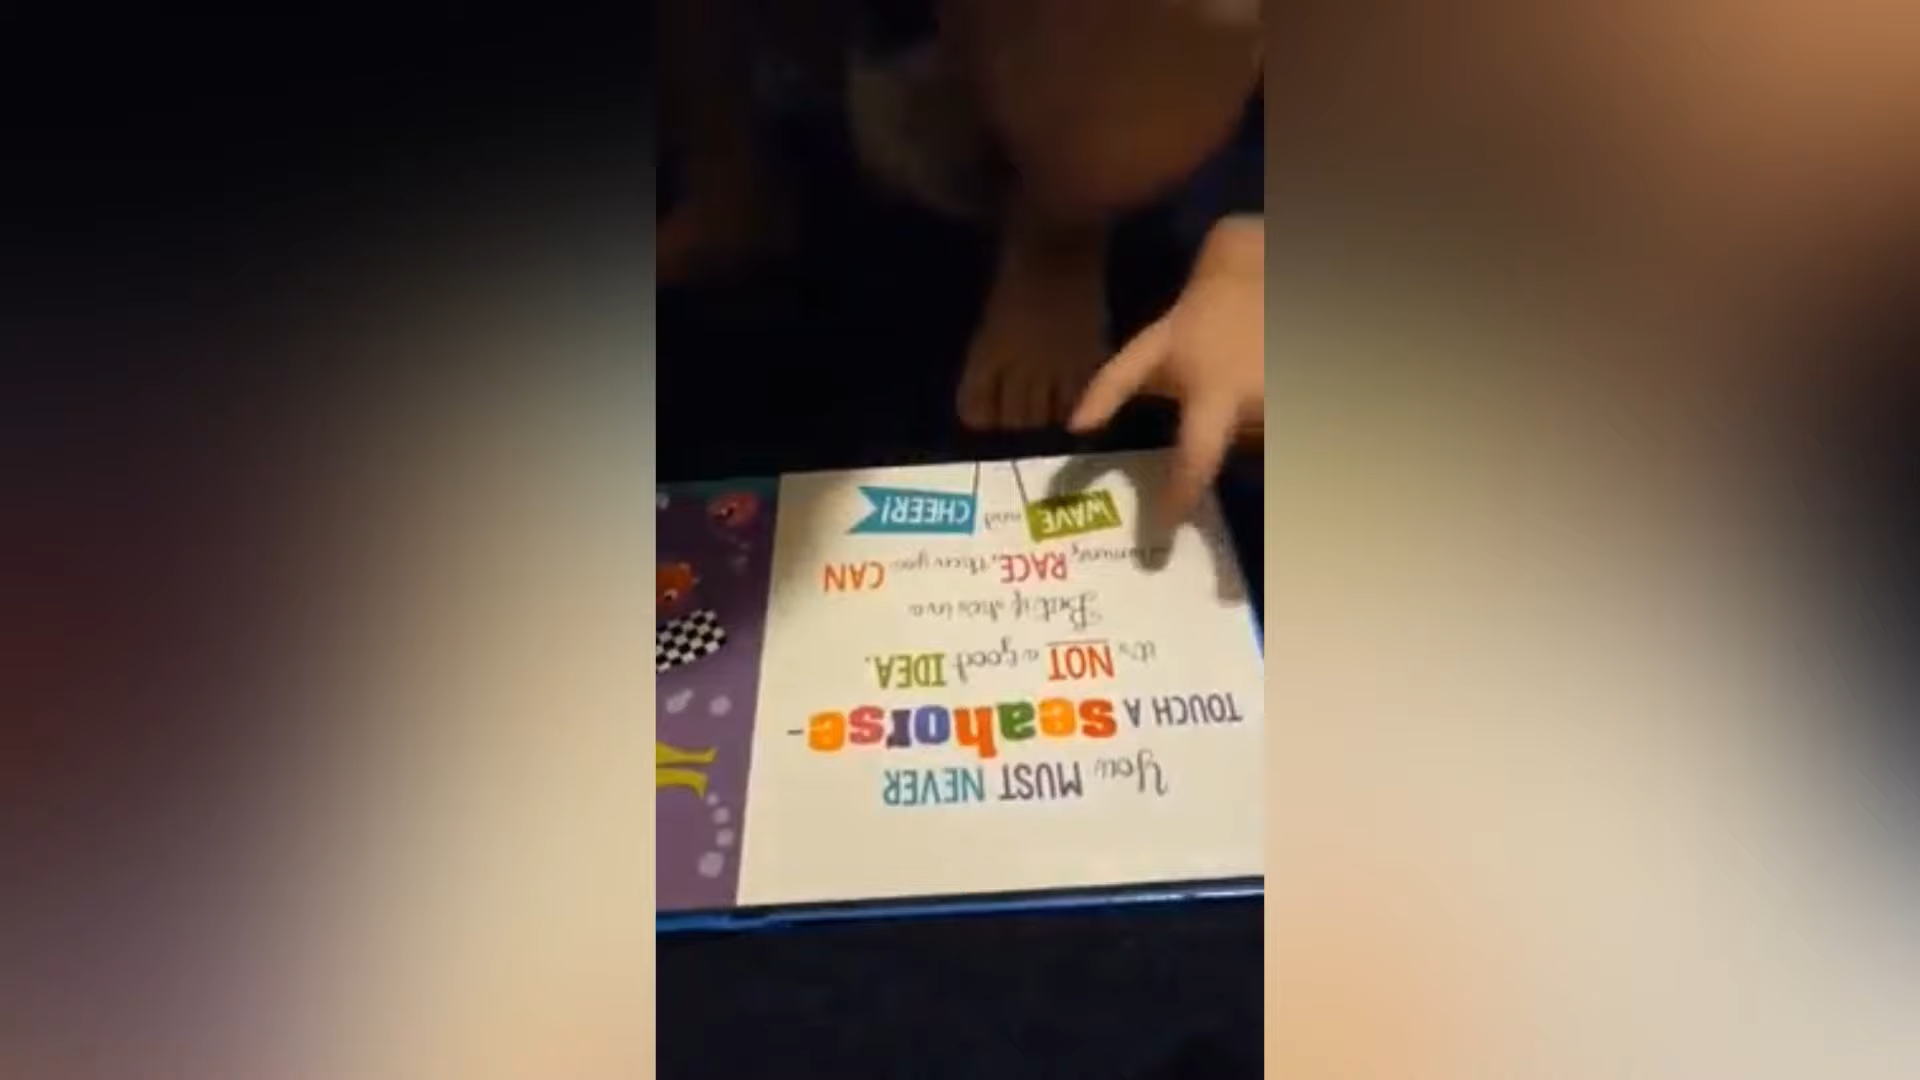 You MUST NEVER
TOUCH A seahorse-
it's NOT a good IDEA.
But if she's in a
swimming RACE, then you CAN
WAVE and CHEER!